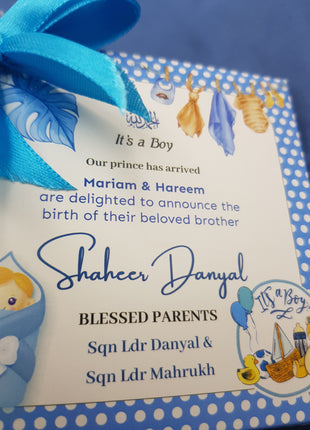 It's a Boy
Our prince has arrived
Mariam & Hareem
are delighted to announce the
birth of their beloved brother
Shaheer Danyal
BLESSED PARENTS
Sqn Ldr Danyal &
Sqn Ldr Mahrukh
It's a Boy